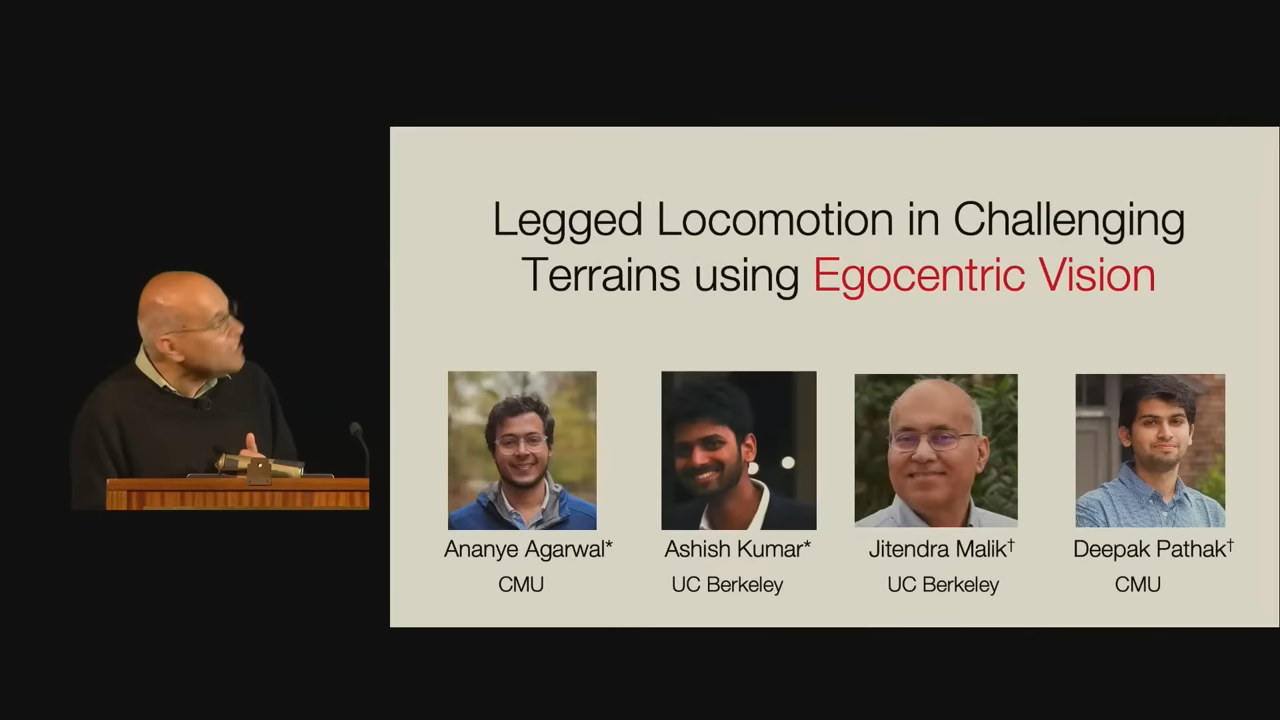 Legged Locomotion in Challenging
Terrains using Egocentric Vision
Ananye Agarwal*
CMU
Ashish Kumar*
UC Berkeley
Jitendra Malik†
UC Berkeley
Deepak Pathak†
CMU